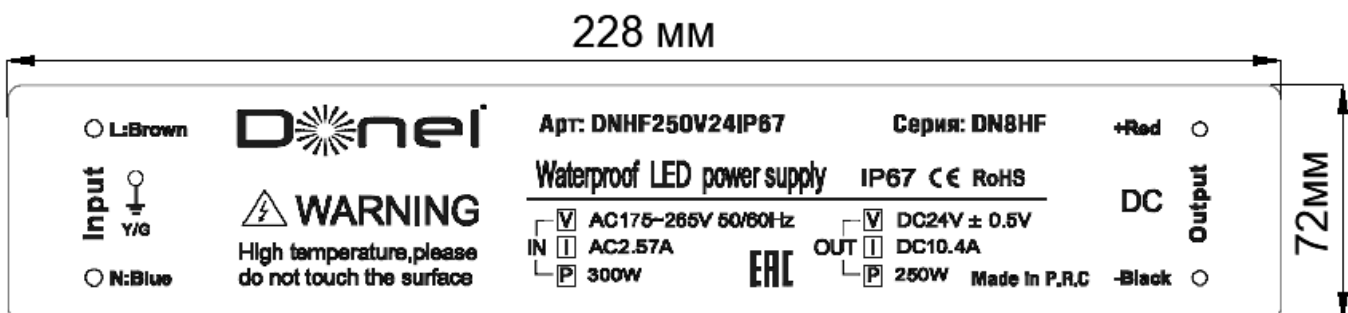 228 мм
L:Brown
Input
Y/G
N:Blue
Donel
WARNING
High temperature,please
do not touch the surface
Арт: DNHF250V24IP67
Серия: DN8HF
Waterproof LED power supply IP67 CE RoHS
IN
V AC175~265V 50/60Hz
I AC2.57A
P 300W
EAC
OUT
V DC24V ± 0.5V
I DC10.4A
P 250W
Made in P.R.C
+Red
DC
Output
-Black
72мм